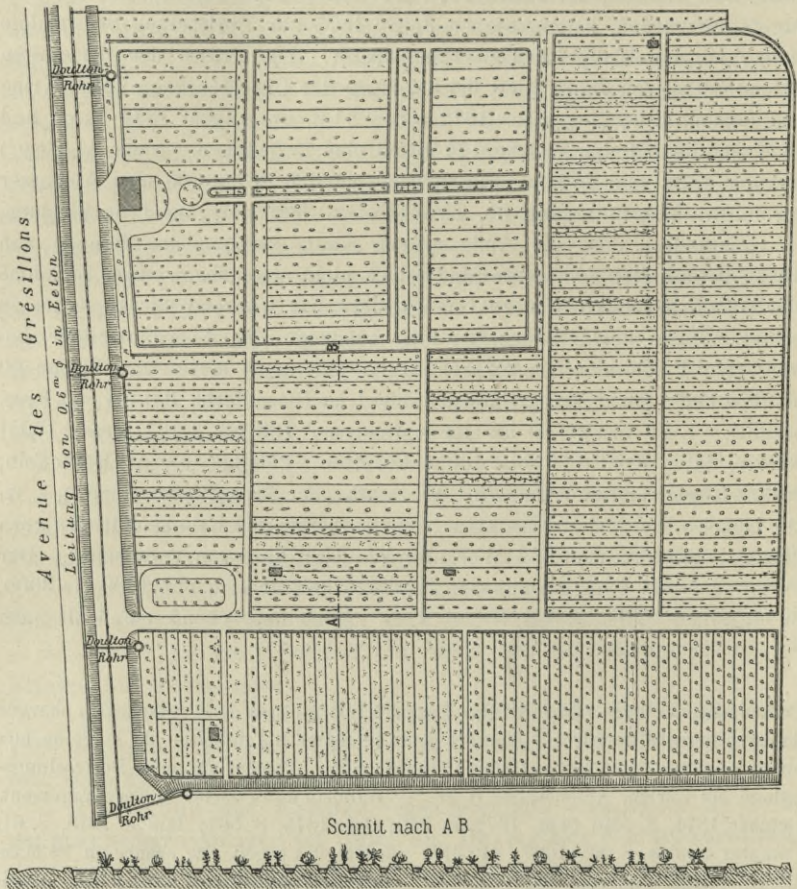 Doulton
Rohr
Avenue des Grésillons
Leitung von 0,6ᵐ ϕ in Beton
Doulton
Rohr
B
A
Doulton
Rohr
Doulton
Rohr
Schnitt nach A B